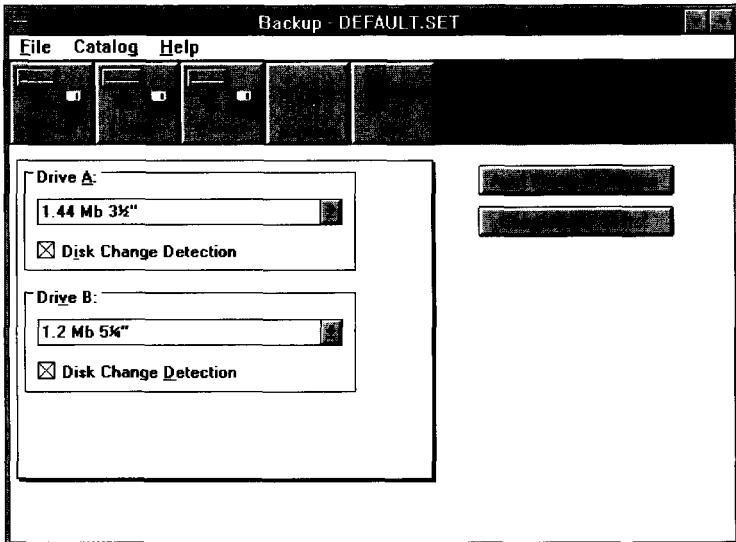 Backup - DEFAULT.SET
File Catalog Help
Drive A:
1.44 Mb 3½"
Disk Change Detection
Drive B:
1.2 Mb 5¼"
Disk Change Detection